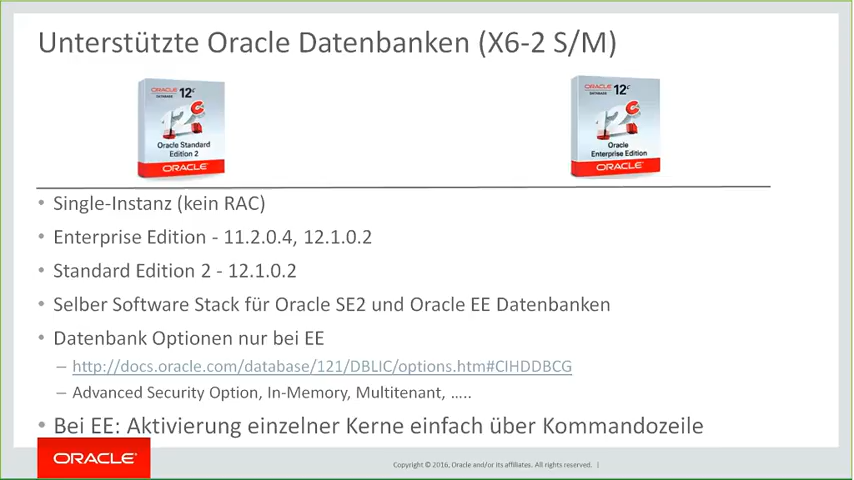 Unterstützte Oracle Datenbanken (X6-2 S/M)
ORACLE 12c
DATABASE
12c
Oracle Standard
Edition 2
ORACLE
ORACLE 12c
DATABASE
12c
Oracle
Enterprise Edition
ORACLE
• Single-Instanz (kein RAC)
• Enterprise Edition - 11.2.0.4, 12.1.0.2
• Standard Edition 2 - 12.1.0.2
• Selber Software Stack für Oracle SE2 und Oracle EE Datenbanken
• Datenbank Optionen nur bei EE
– http://docs.oracle.com/database/121/DBLIC/options.htm#CIHDDBCG
– Advanced Security Option, In-Memory, Multitenant, …..
• Bei EE: Aktivierung einzelner Kerne einfach über Kommandozeile
ORACLE
Copyright © 2016, Oracle and/or its affiliates. All rights reserved. |